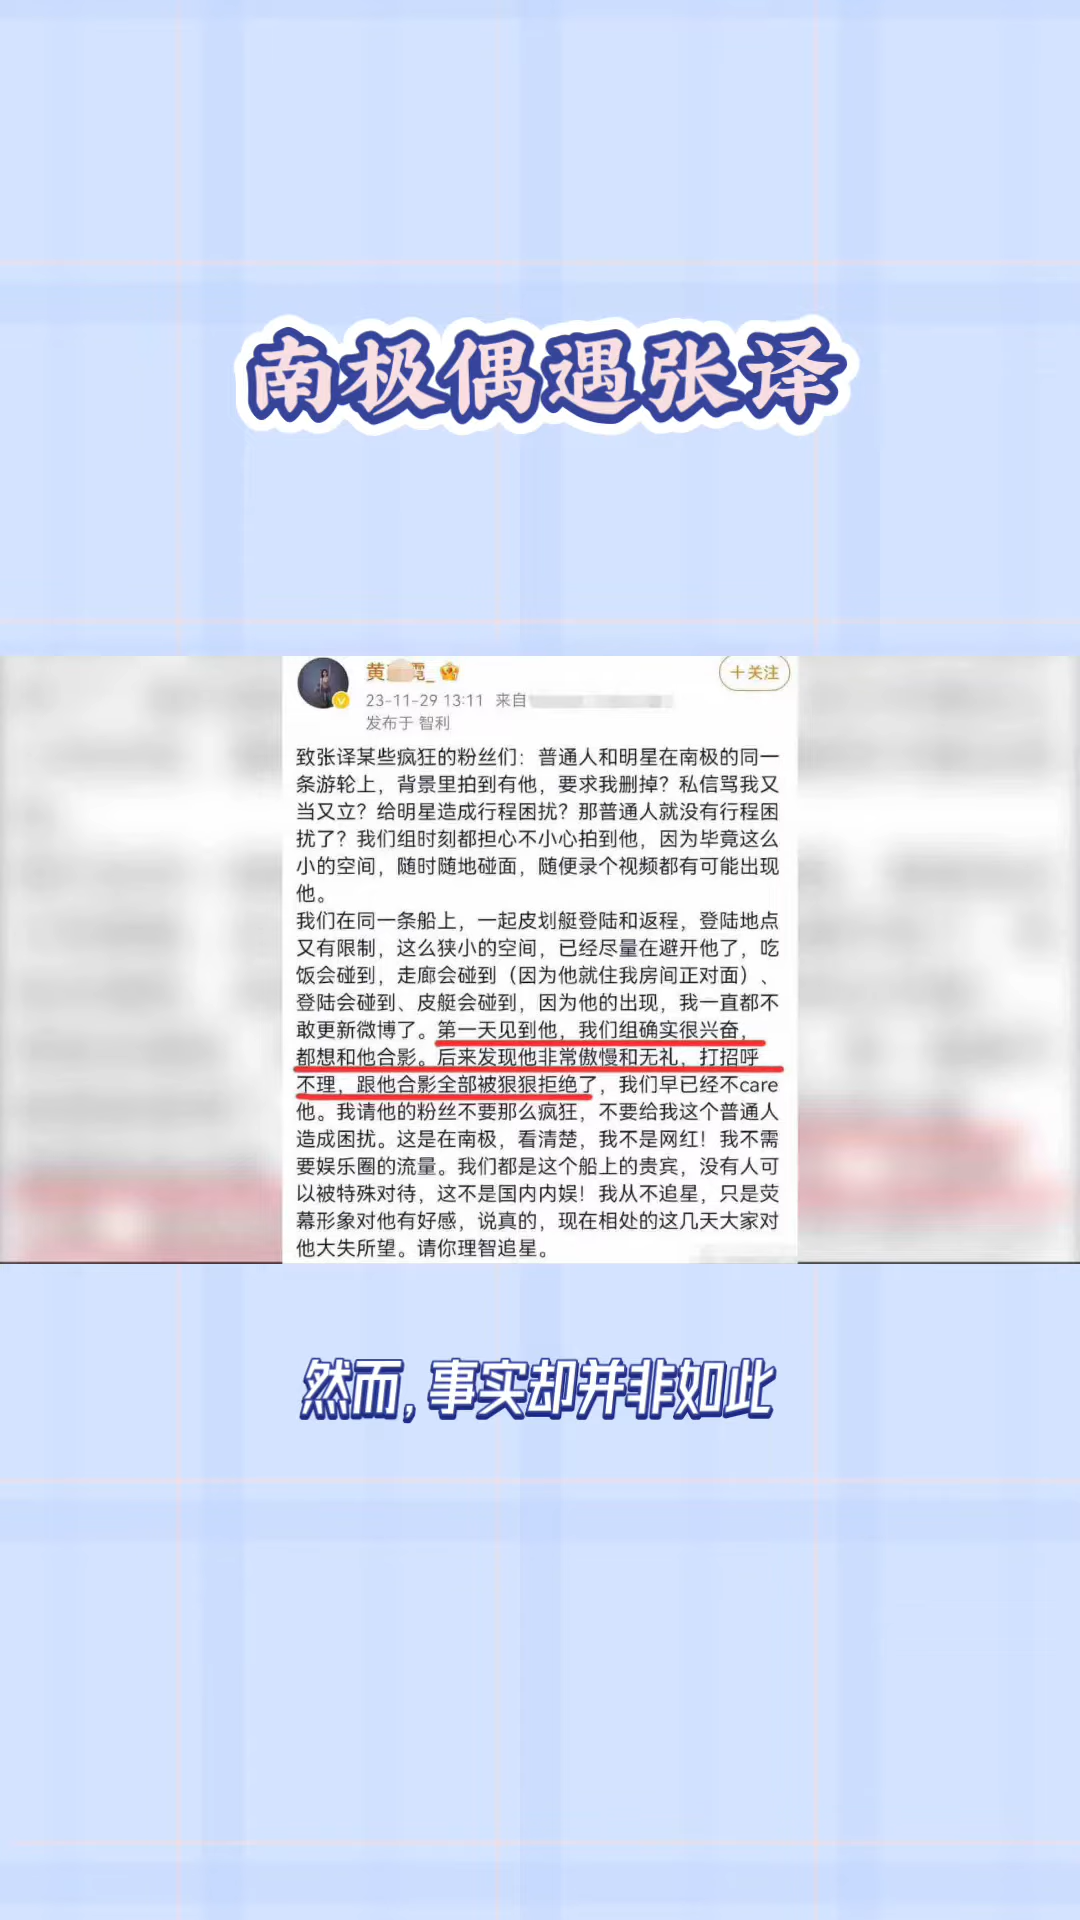 南极偶遇张译
黄 霓_
十关注
23-11-29 13:11 来自
发布于 智利
致张译某些疯狂的粉丝们：普通人和明星在南极的同一
条游轮上，背景里拍到有他，要求我删掉？私信骂我又
当又立？给明星造成行程困扰？那普通人就没有行程困
扰了？我们组时刻都担心不小心拍到他，因为毕竟这么
小的空间，随时随地碰面，随便录个视频都有可能出现
他。
我们在同一条船上，一起皮划艇登陆和返程，登陆地点
又有限制，这么狭小的空间，已经尽量在避开他了，吃
饭会碰到，走廊会碰到（因为他就住我房间正对面）、
登陆会碰到、皮艇会碰到，因为他的出现，我一直都不
敢更新微博了。第一天见到他，我们组确实很兴奋，
都想和他合影。后来发现他非常傲慢和无礼，打招呼
不理，跟他合影全部被狠狠拒绝了，我们早已经不care
他。我请他的粉丝不要那么疯狂，不要给我这个普通人
造成困扰。这是在南极，看清楚，我不是网红！我不需
要娱乐圈的流量。我们都是这个船上的贵宾，没有人可
以被特殊对待，这不是国内内娱！我从不追星，只是荧
幕形象对他有好感，说真的，现在相处的这几天大家对
他大失所望。请你理智追星。
然而，事实却并非如此